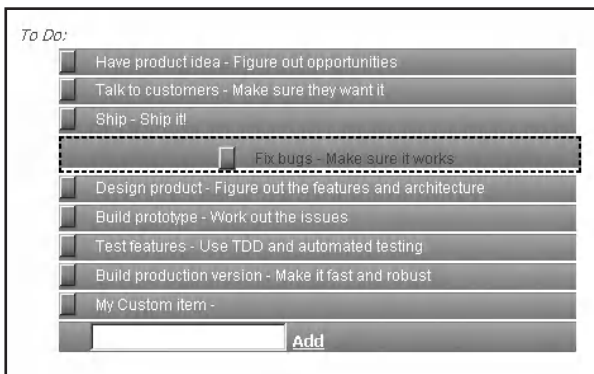 To Do:
Have product idea - Figure out opportunities
Talk to customers - Make sure they want it
Ship - Ship it!
Fix bugs - Make sure it works
Design product - Figure out the features and architecture
Build prototype - Work out the issues
Test features - Use TDD and automated testing
Build production version - Make it fast and robust
My Custom item -
Add